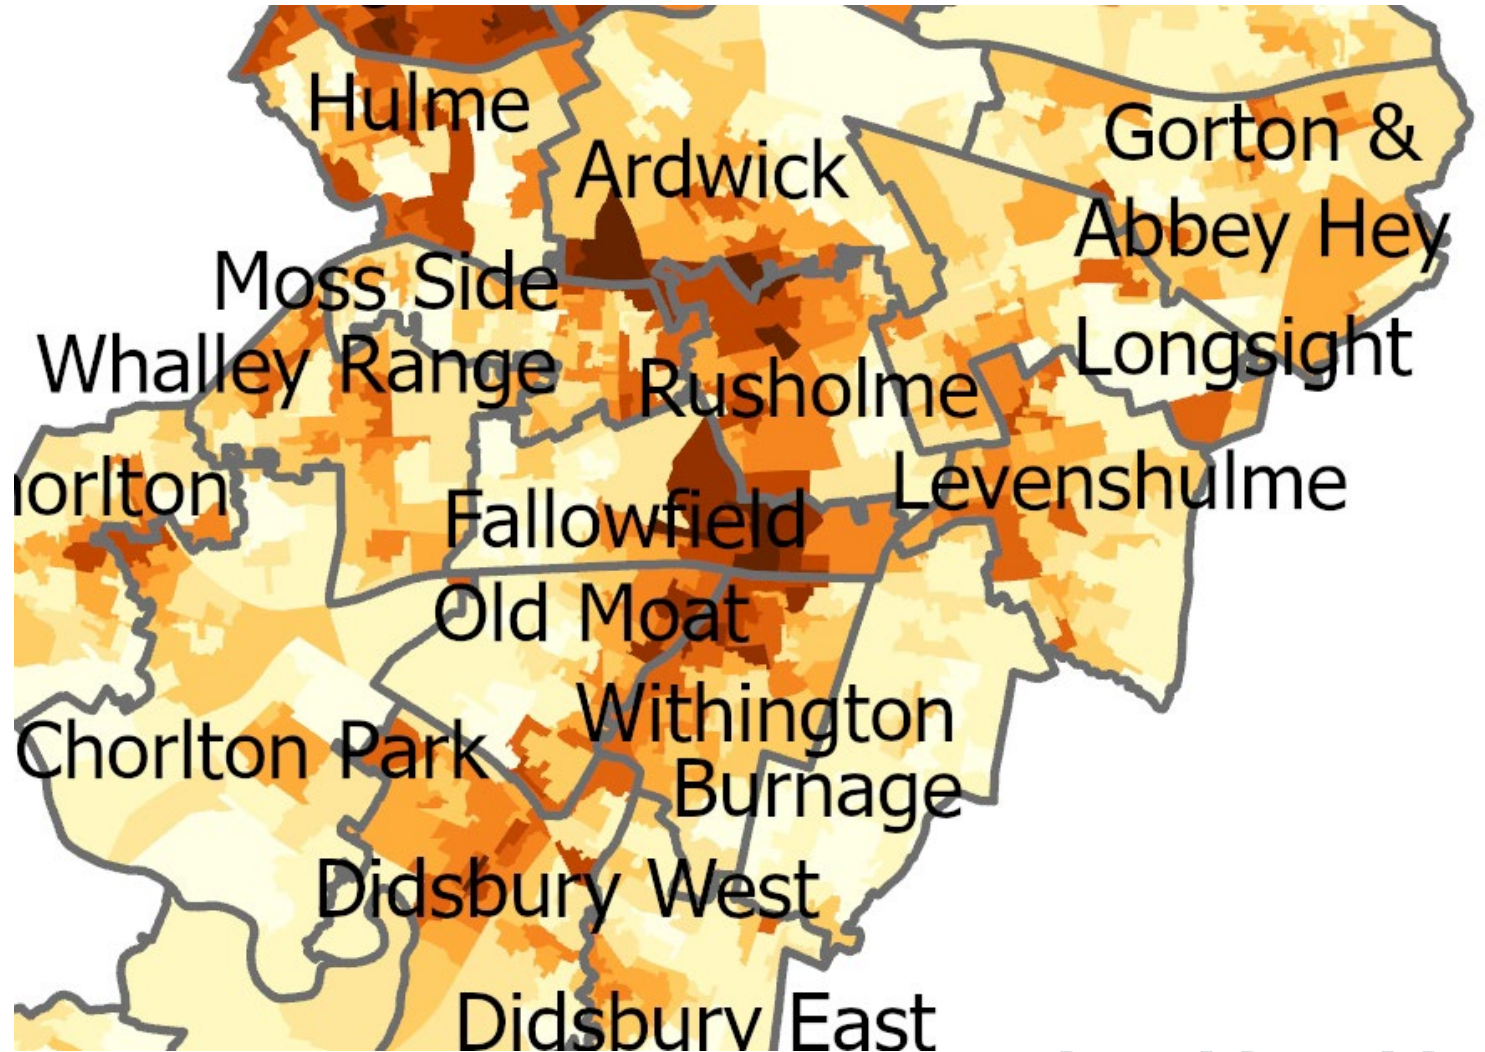 Hulme
Gorton &
Ardwick
Abbey Hey
Moss Side
Longsight
Whalley Range
Rusholme
orlton
Levenshulme
Fallowfield
Old Moat
Withington
Chorlton Park
Burnage
Didsbury West
Didsbury East